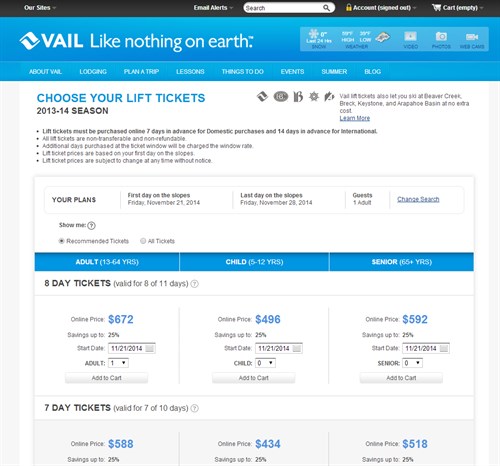 Our Sites
Email Alerts
Search
Account (signed out)
Cart (empty)
VAIL Like nothing on earth.™
0"
Last 24 Hrs
SNOW
WEATHER
VIDEO
PHOTOS
WEB CAMS
ABOUT VAIL LODGING PLAN A TRIP LESSONS THINGS TO DO EVENTS SUMMER BLOG
CHOOSE YOUR LIFT TICKETS
2013-14 SEASON
Vail lift tickets also let you ski at Beaver Creek,
Breck, Keystone, and Arapahoe Basin at no extra
cost.
Learn More
• Lift tickets must be purchased online 7 days in advance for Domestic purchases and 14 days in advance for International.
• All lift tickets are non-transferable and non-refundable.
• Additional days purchased at the ticket window will be charged the window rate.
• Lift ticket prices are based on your first day on the slopes.
• Lift ticket prices are subject to change at any time without notice.
YOUR PLANS
First day on the slopes
Friday, November 21, 2014
Last day on the slopes
Friday, November 28, 2014
Guests
1 Adult
Change Search
Show me: ?
Recommended Tickets All Tickets
ADULT (13-64 YRS) CHILD (5-12 YRS) SENIOR (65+ YRS)
8 DAY TICKETS (valid for 8 of 11 days) ?
Online Price: $672 Online Price: $496 Online Price: $592
Savings up to: 25% Savings up to: 25% Savings up to: 25%
Start Date: 11/21/2014 Start Date: 11/21/2014 Start Date: 11/21/2014
ADULT: 1 CHILD: 0 SENIOR: 0
Add to Cart Add to Cart Add to Cart
7 DAY TICKETS (valid for 7 of 10 days) ?
Online Price: $588 Online Price: $434 Online Price: $518
Savings up to: 25% Savings up to: 25% Savings up to: 25%